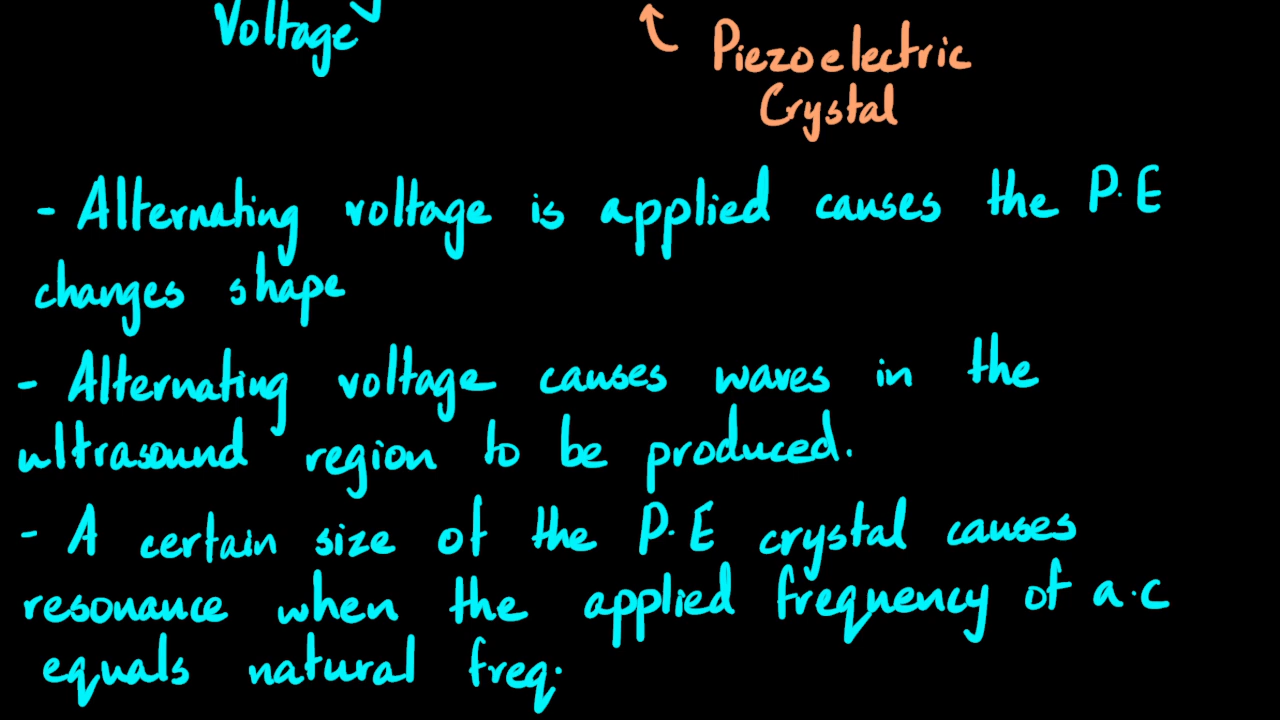 Voltage
Piezoelectric
Crystal
- Alternating voltage is applied causes the P.E
changes shape
- Alternating voltage causes waves in the
ultrasound region to be produced.
- A certain size of the P.E crystal causes
resonance when the applied frequency of a.c
equals natural freq.